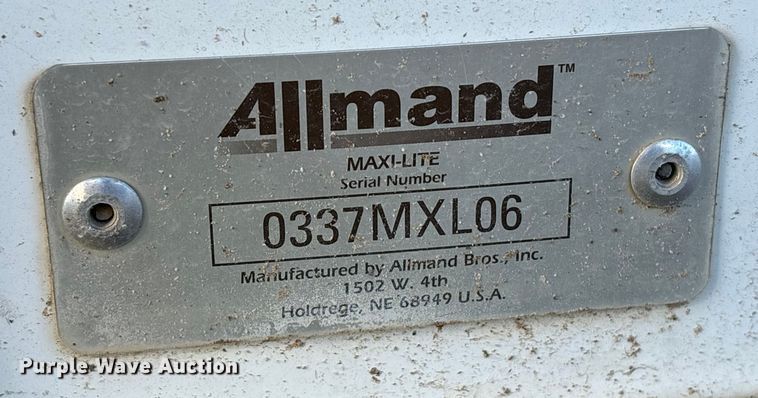 Allmand™
MAXI-LITE
Serial Number
0337MXL06
Manufactured by Allmand Bros., Inc.
1502 W. 4th
Holdrege, NE 68949 U.S.A.
Purple Wave Auction